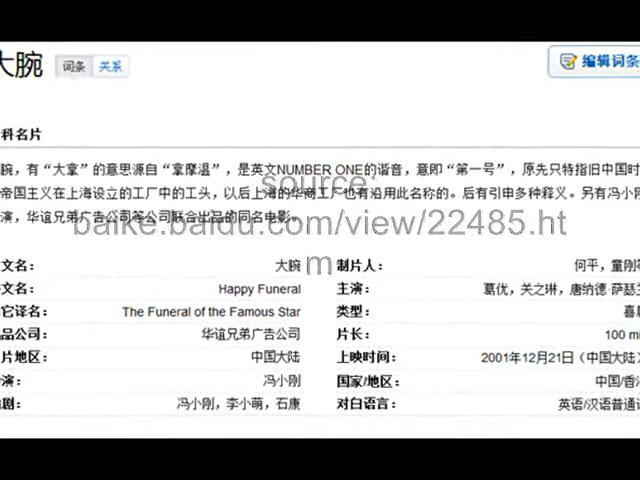 大腕 词条 关系 编辑词条
科名片
腕，有“大拿”的意思源自“拿摩温”，是英文NUMBER ONE的谐音，意即“第一号”，原先只特指旧中国时
帝国主义在上海设立的工厂中的工头，以后上海的华商工厂也有沿用此名称的。后有引申多种释义。另有冯小刚
演，华谊兄弟广告公司等公司联合出品的同名电影。
source:
baike.baidu.com/view/22485.ht
m
文名： 大腕 制片人： 何平，童刚
文名： Happy Funeral 主演： 葛优，关之琳，唐纳德·萨瑟兰
它译名： The Funeral of the Famous Star 类型： 喜剧
品公司： 华谊兄弟广告公司 片长： 100 mi
片地区： 中国大陆 上映时间： 2001年12月21日（中国大陆）
演： 冯小刚 国家/地区： 中国/香港
剧： 冯小刚，李小萌，石康 对白语言： 英语/汉语普通话